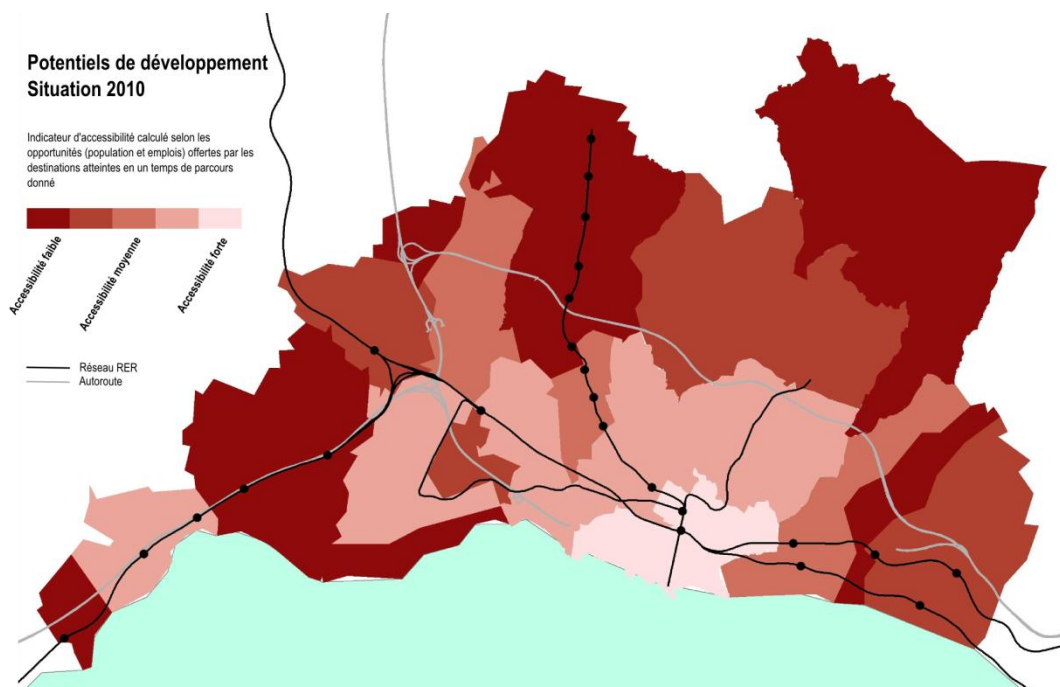 Potentiels de développement
Situation 2010
Indicateur d'accessibilité calculé selon les
opportunités (population et emplois) offertes par les
destinations atteintes en un temps de parcours
donné
Accessibilité faible
Accessibilité moyenne
Accessibilité forte
Réseau RER
Autoroute